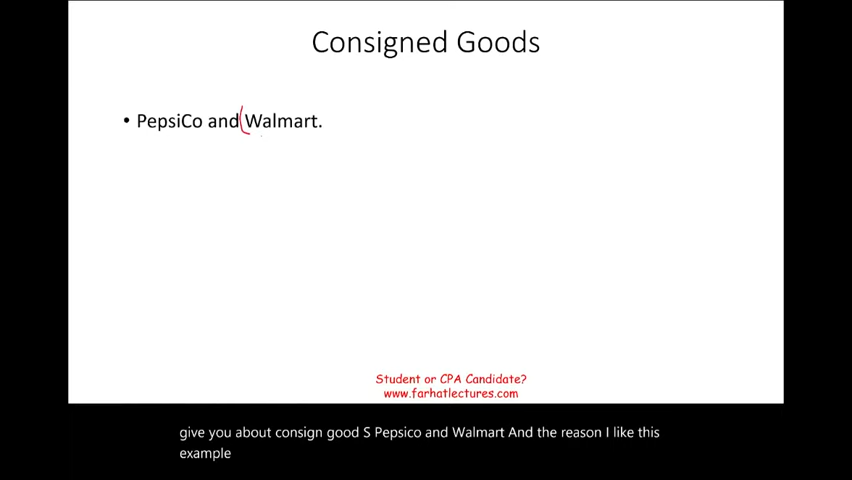 Consigned Goods
• PepsiCo and Walmart.
Student or CPA Candidate?
www.farhatlectures.com
give you about consign good S Pepsico and Walmart And the reason I like this
example